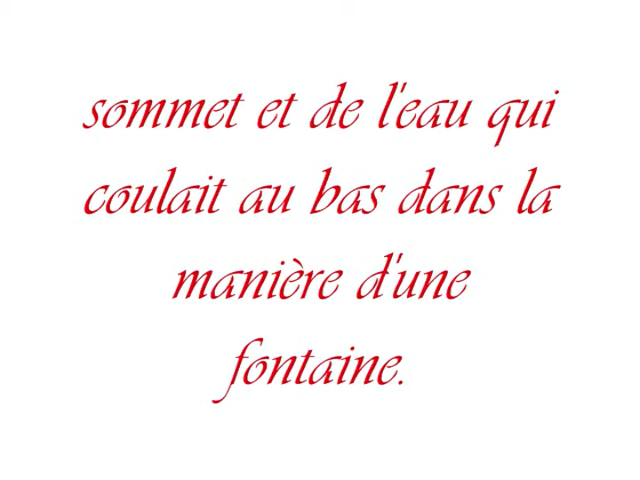 sommet et de l'eau qui
coulait au bas dans la
manière d'une
fontaine.